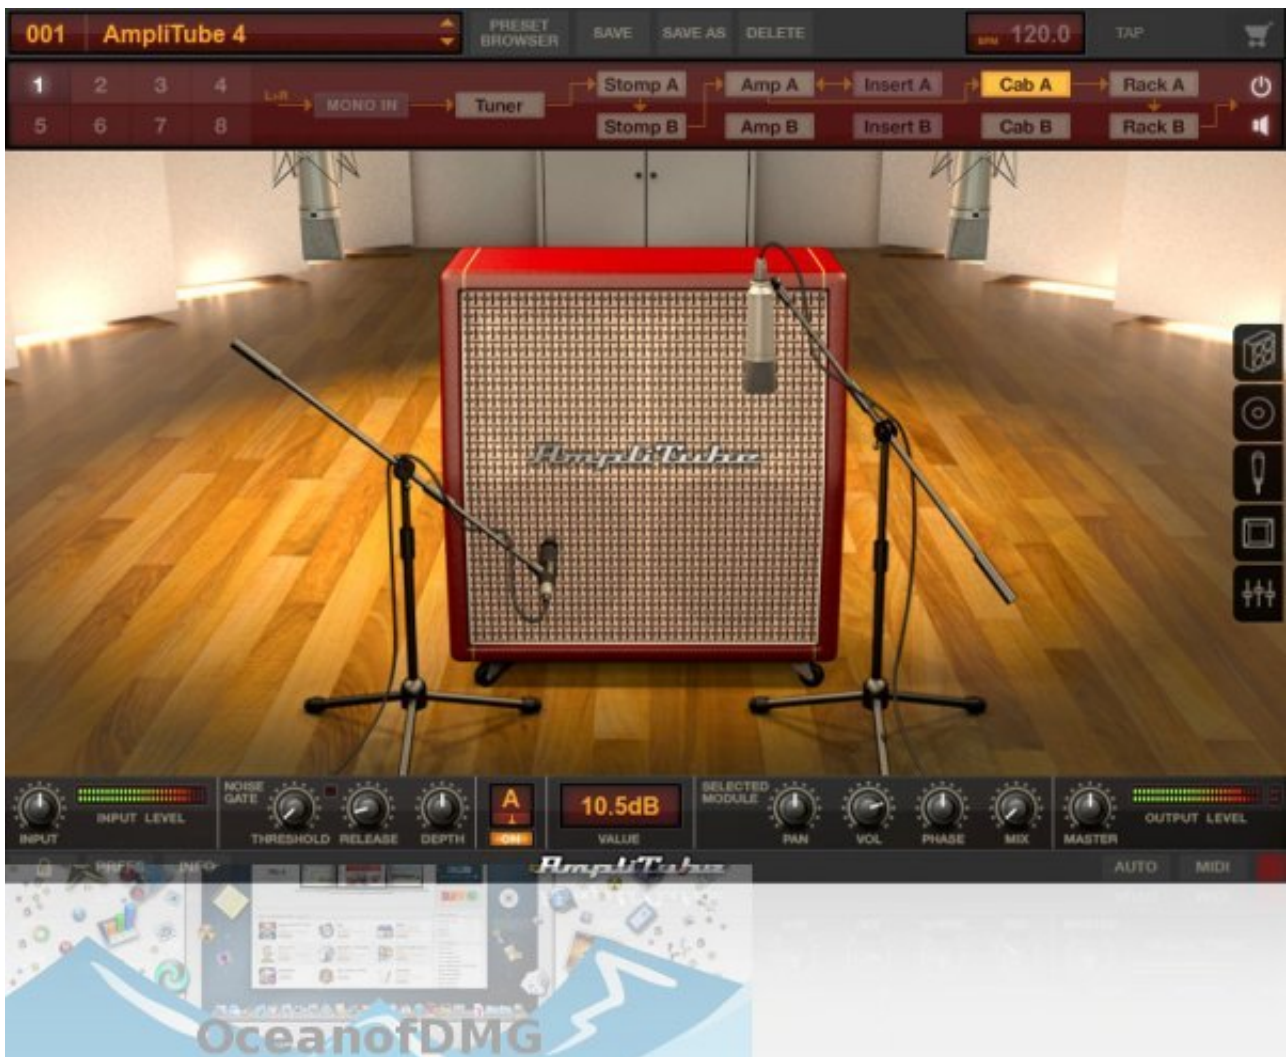 001 AmpliTube 4 PRESET BROWSER SAVE SAVE AS DELETE BPM 120.0 TAP
1 2 3 4 L>R MONO IN Tuner Stomp A Amp A Insert A Cab A Rack A
5 6 7 8 Stomp B Amp B Insert B Cab B Rack B
AmpliTube
NOISE GATE A 10.5dB SELECTED MODULE
INPUT INPUT LEVEL THRESHOLD RELEASE DEPTH ON VALUE PAN VOL PHASE MIX MASTER OUTPUT LEVEL
PREFS INFO AmpliTube AUTO MIDI
OceanofDMG